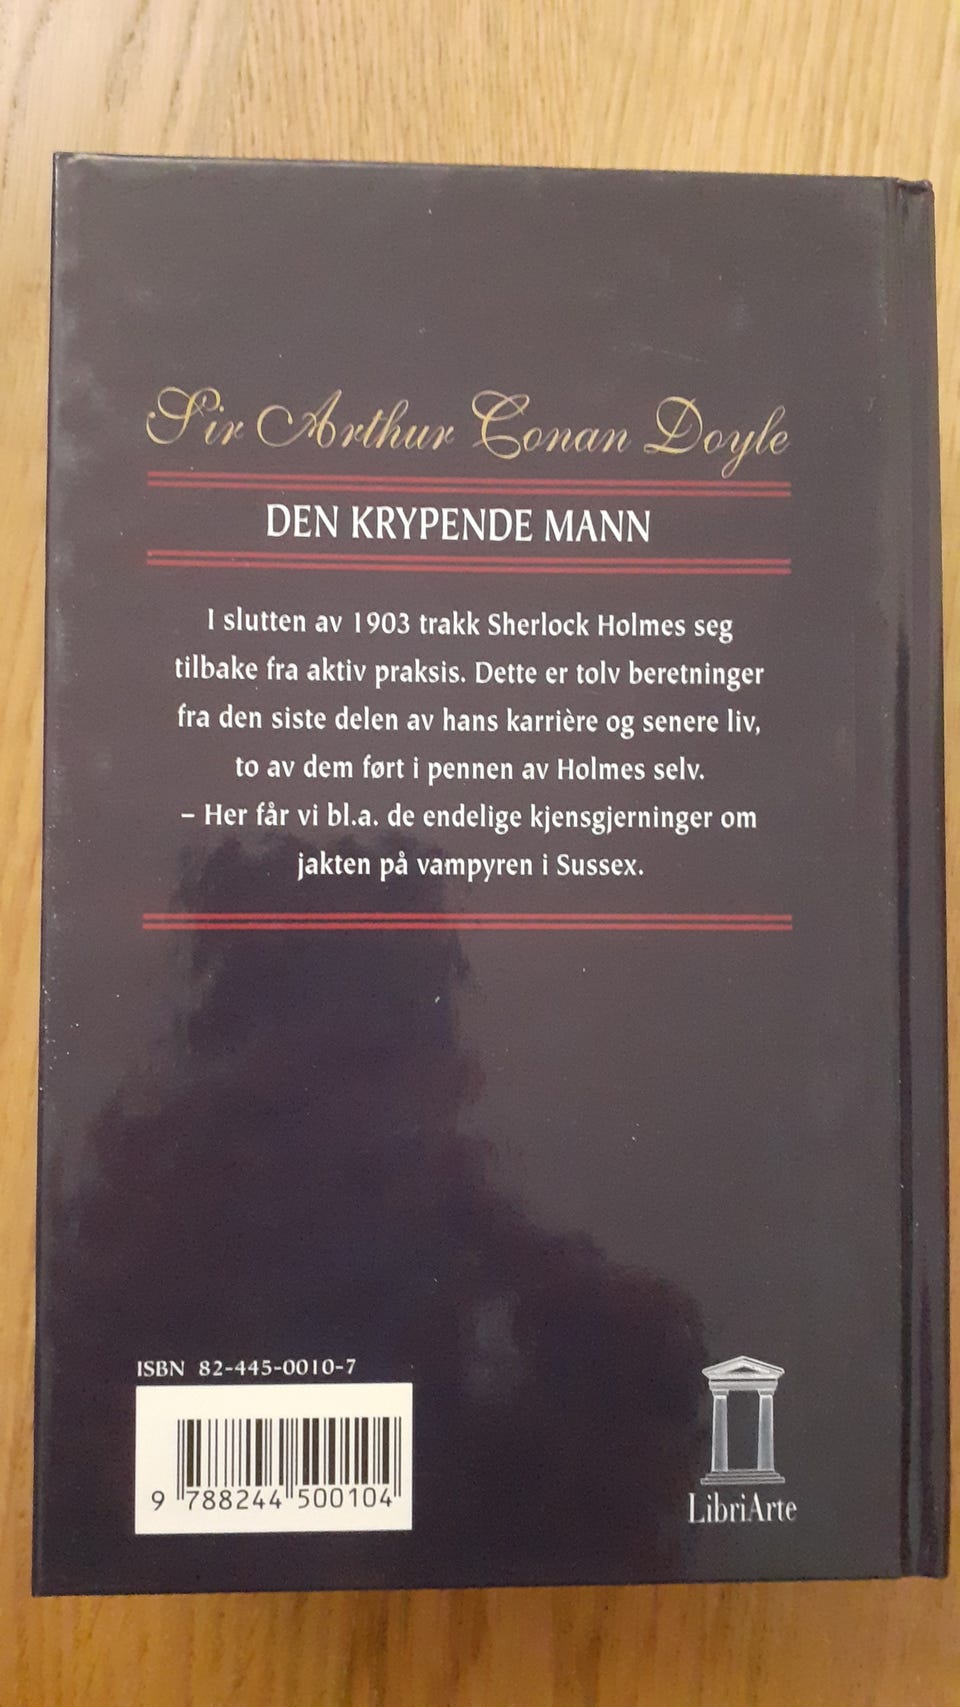 Sir Arthur Conan Doyle
DEN KRYPENDE MANN
I slutten av 1903 trakk Sherlock Holmes seg
tilbake fra aktiv praksis. Dette er tolv beretninger
fra den siste delen av hans karrière og senere liv,
to av dem ført i pennen av Holmes selv.
– Her får vi bl.a. de endelige kjensgjerninger om
jakten på vampyren i Sussex.
ISBN 82-445-0010-7
9 788244 500104
LibriArte